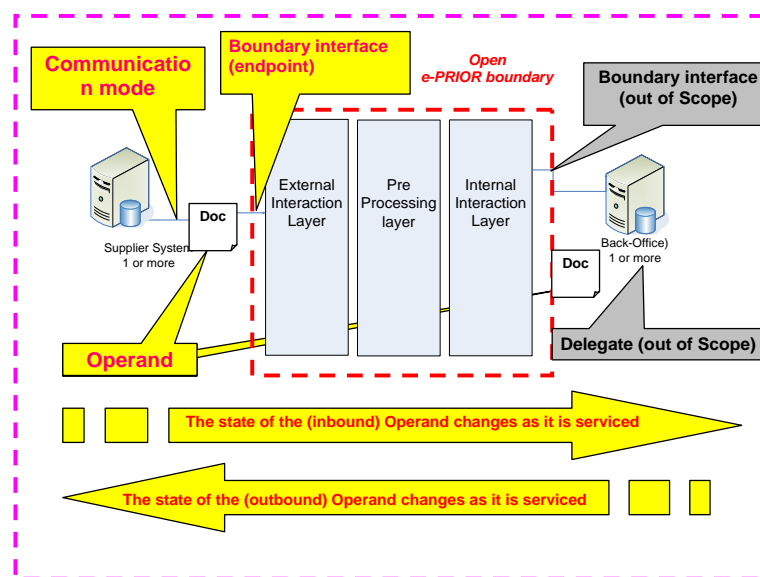 Communicatio
n mode
Boundary interface
(endpoint)
Open
e-PRIOR boundary
Boundary interface
(out of Scope)
External
Interaction
Layer
Pre
Processing
layer
Internal
Interaction
Layer
Doc
Supplier System
1 or more
Back-Office)
1 or more
Doc
Operand
Delegate (out of Scope)
The state of the (inbound) Operand changes as it is serviced
The state of the (outbound) Operand changes as it is serviced